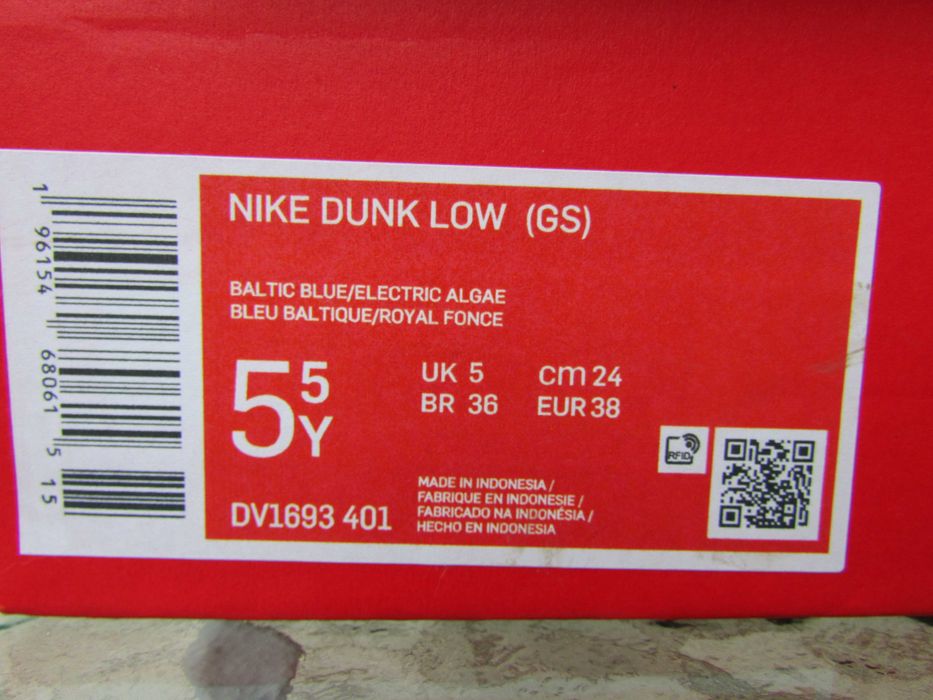 NIKE DUNK LOW (GS)
BALTIC BLUE/ELECTRIC ALGAE
BLEU BALTIQUE/ROYAL FONCE
5 5 Y
UK 5 cm 24
BR 36 EUR 38
RFID
DV1693 401
MADE IN INDONESIA /
FABRIQUE EN INDONESIE /
FABRICADO NA INDONÉSIA /
HECHO EN INDONESIA
1 96154 68061 5 15